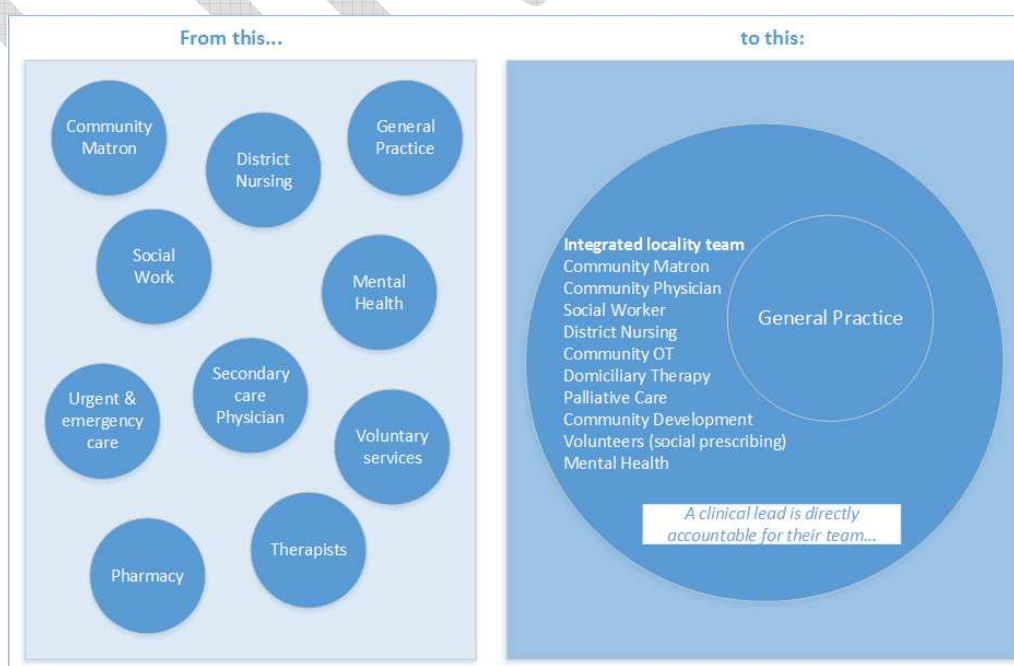 From this...
to this:
Community
Matron
General
Practice
District
Nursing
Social
Work
Mental
Health
Urgent &
emergency
care
Secondary
care
Physician
Voluntary
services
Pharmacy
Therapists
Integrated locality team
Community Matron
Community Physician
Social Worker
District Nursing
Community OT
Domiciliary Therapy
Palliative Care
Community Development
Volunteers (social prescribing)
Mental Health
General Practice
A clinical lead is directly
accountable for their team...